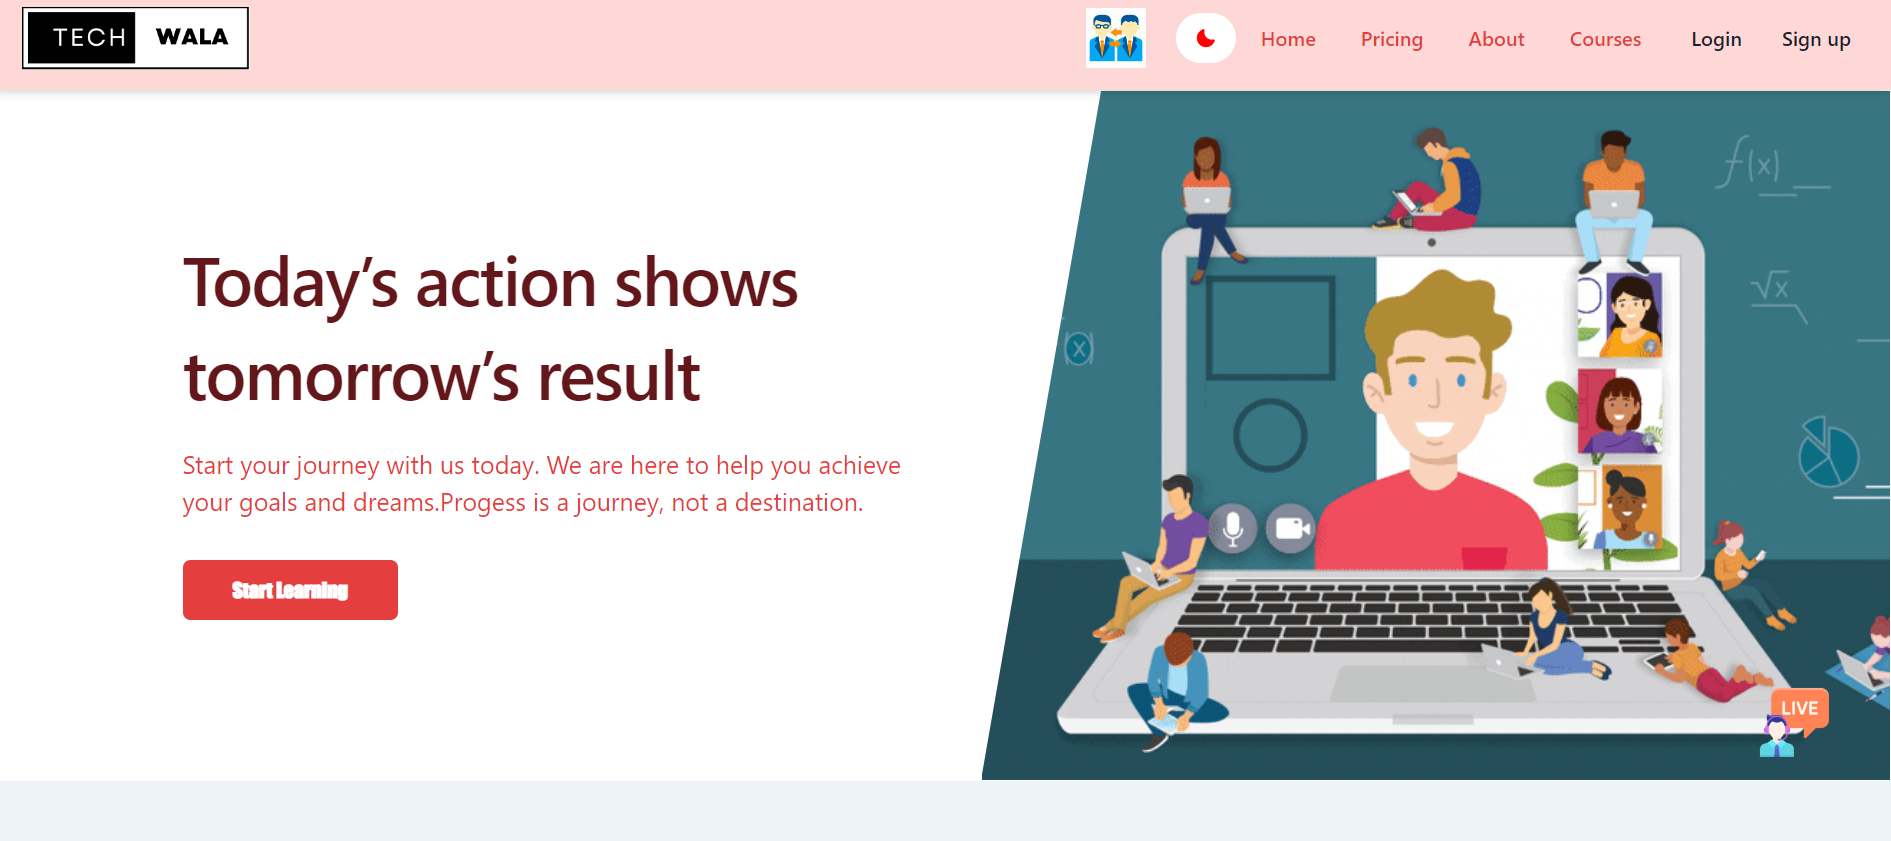 TECH WALA
Home Pricing About Courses Login Sign up
Today’s action shows
tomorrow’s result
Start your journey with us today. We are here to help you achieve
your goals and dreams.Progess is a journey, not a destination.
Start Learning
f(x)
√x
(x)
LIVE